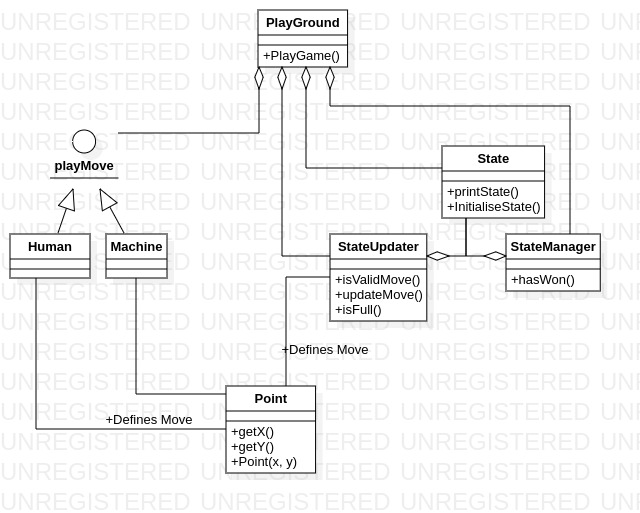 PlayGround
+PlayGame()
playMove
State
+printState()
+InitialiseState()
Human
Machine
StateUpdater
+isValidMove()
+updateMove()
+isFull()
StateManager
+hasWon()
+Defines Move
Point
+getX()
+getY()
+Point(x, y)
+Defines Move
UNREGISTERED UNREGISTERED UNREGISTERED UN